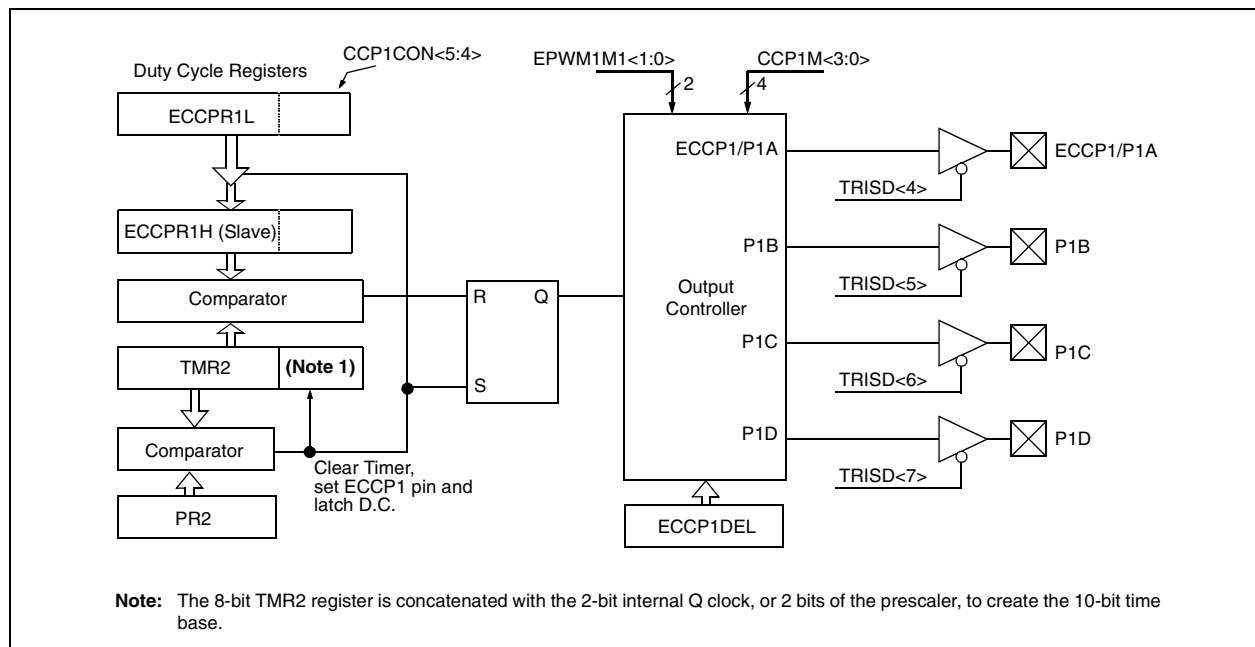 CCP1CON<5:4>
Duty Cycle Registers
ECCPR1L
ECCPR1H (Slave)
Comparator
TMR2
(Note 1)
Comparator
PR2
Clear Timer,
set ECCP1 pin and
latch D.C.
R
Q
S
EPWM1M1<1:0>
2
CCP1M<3:0>
4
Output
Controller
ECCP1/P1A
P1B
P1C
P1D
ECCP1DEL
TRISD<4>
ECCP1/P1A
TRISD<5>
P1B
TRISD<6>
P1C
TRISD<7>
P1D
Note: The 8-bit TMR2 register is concatenated with the 2-bit internal Q clock, or 2 bits of the prescaler, to create the 10-bit time
base.